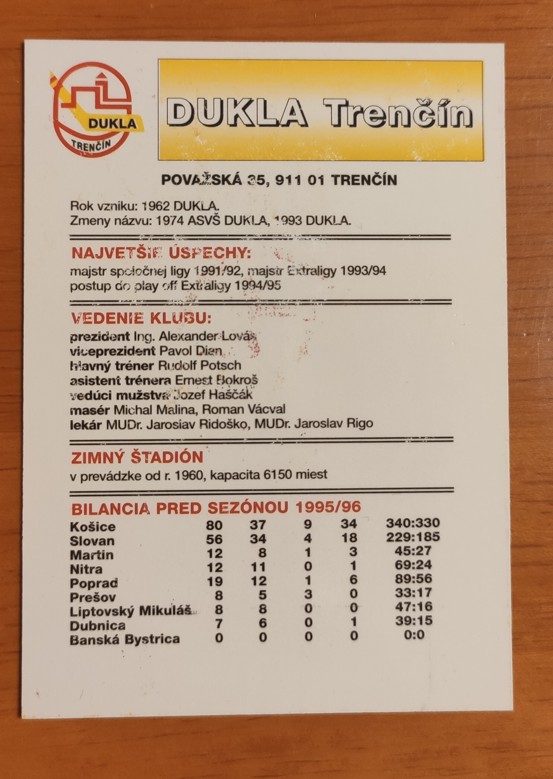 DUKLA
TRENČÍN
DUKLA Trenčín
POVAŽSKÁ 35, 911 01 TRENČÍN
Rok vzniku: 1962 DUKLA.
Zmeny názvu: 1974 ASVŠ DUKLA, 1993 DUKLA.
NAJVETŠIE ÚSPECHY:
majstr spoločnej ligy 1991/92, majstr Extraligy 1993/94
postup do play off Extraligy 1994/95
VEDENIE KLUBU:
prezident Ing. Alexander Lovás
viceprezident Pavol Dian
hlavný tréner Rudolf Potsch
asistent trénera Ernest Bokroš
vedúci mužstva Jozef Haščák
masér Michal Malina, Roman Vácval
lekár MUDr. Jaroslav Ridoško, MUDr. Jaroslav Rigo
ZIMNÝ ŠTADIÓN
v prevádzke od r. 1960, kapacita 6150 miest
BILANCIA PRED SEZÓNOU 1995/96
Košice 80 37 9 34 340:330
Slovan 56 34 4 18 229:185
Martin 12 8 1 3 45:27
Nitra 12 11 0 1 69:24
Poprad 19 12 1 6 89:56
Prešov 8 5 3 0 33:17
Liptovský Mikuláš 8 8 0 0 47:16
Dubnica 7 6 0 1 39:15
Banská Bystrica 0 0 0 0 0:0